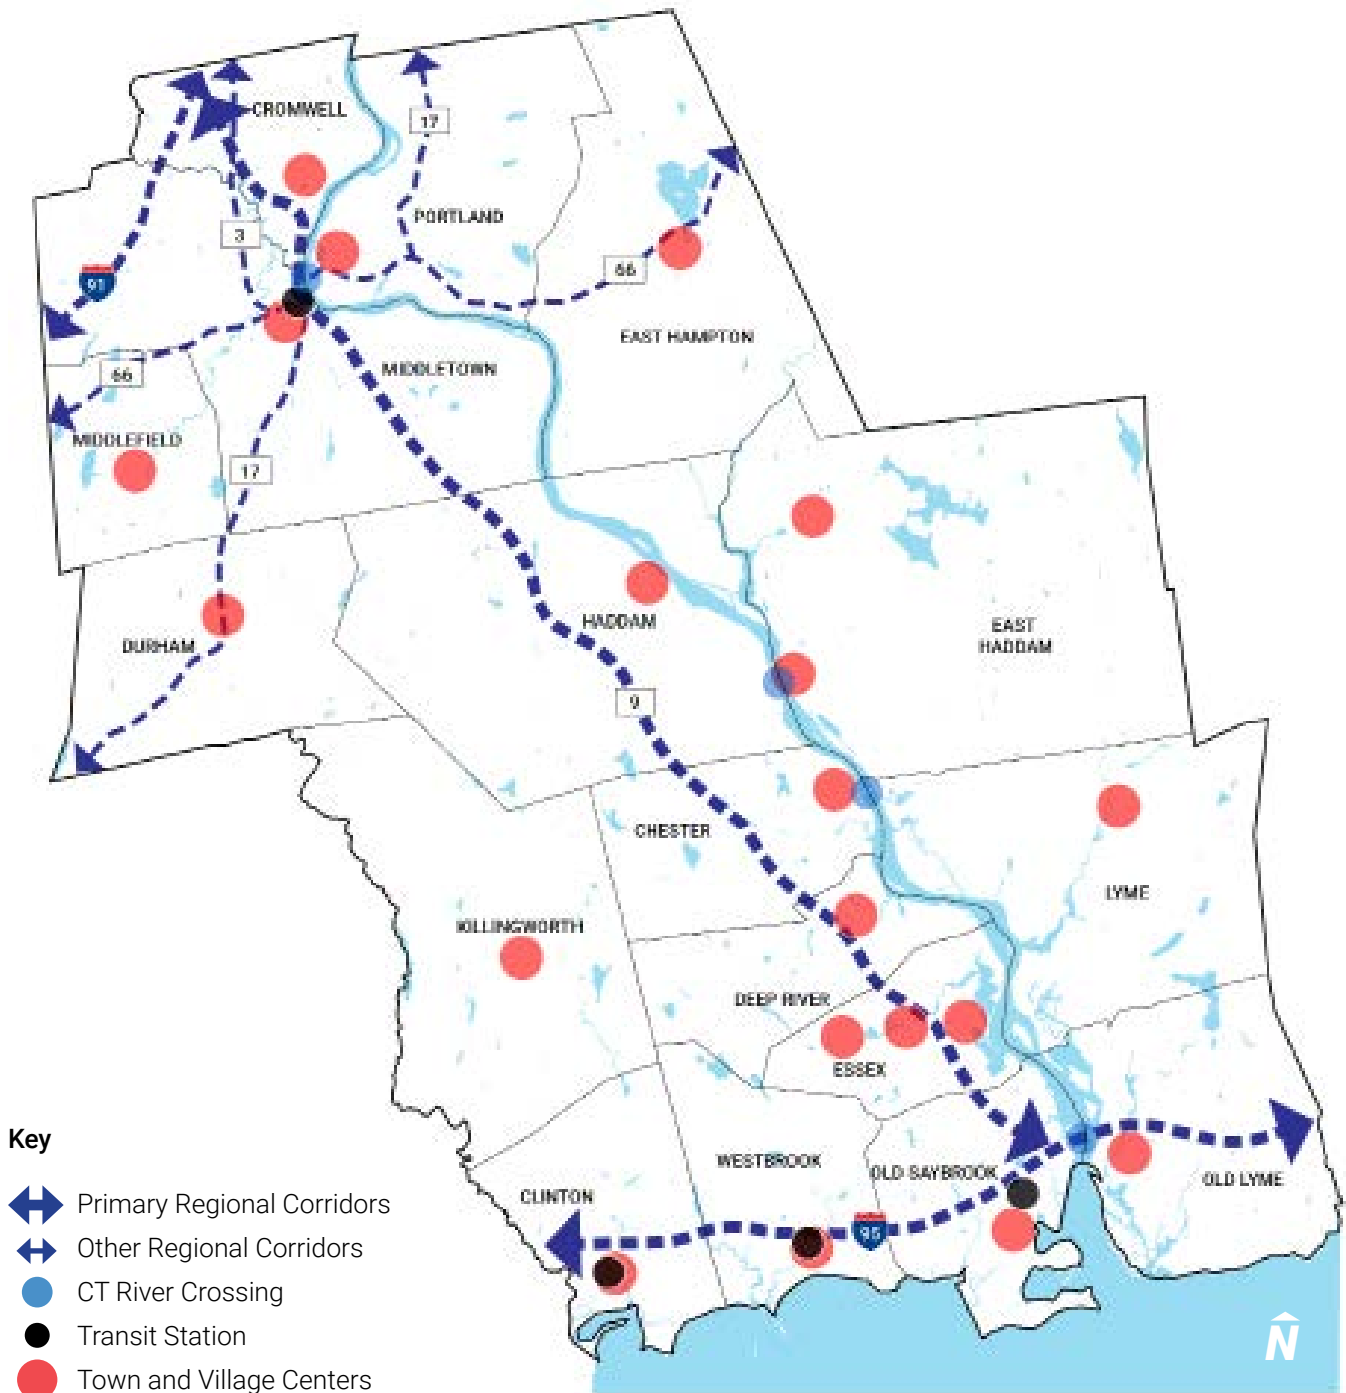 CROMWELL
17
PORTLAND
3
66
91
EAST HAMPTON
MIDDLETOWN
66
MIDDLEFIELD
17
HADDAM
EAST
HADDAM
DURHAM
9
CHESTER
LYME
KILLINGWORTH
DEEP RIVER
ESSEX
WESTBROOK
OLD SAYBROOK
OLD LYME
CLINTON
95
Key
Primary Regional Corridors
Other Regional Corridors
CT River Crossing
Transit Station
Town and Village Centers
N